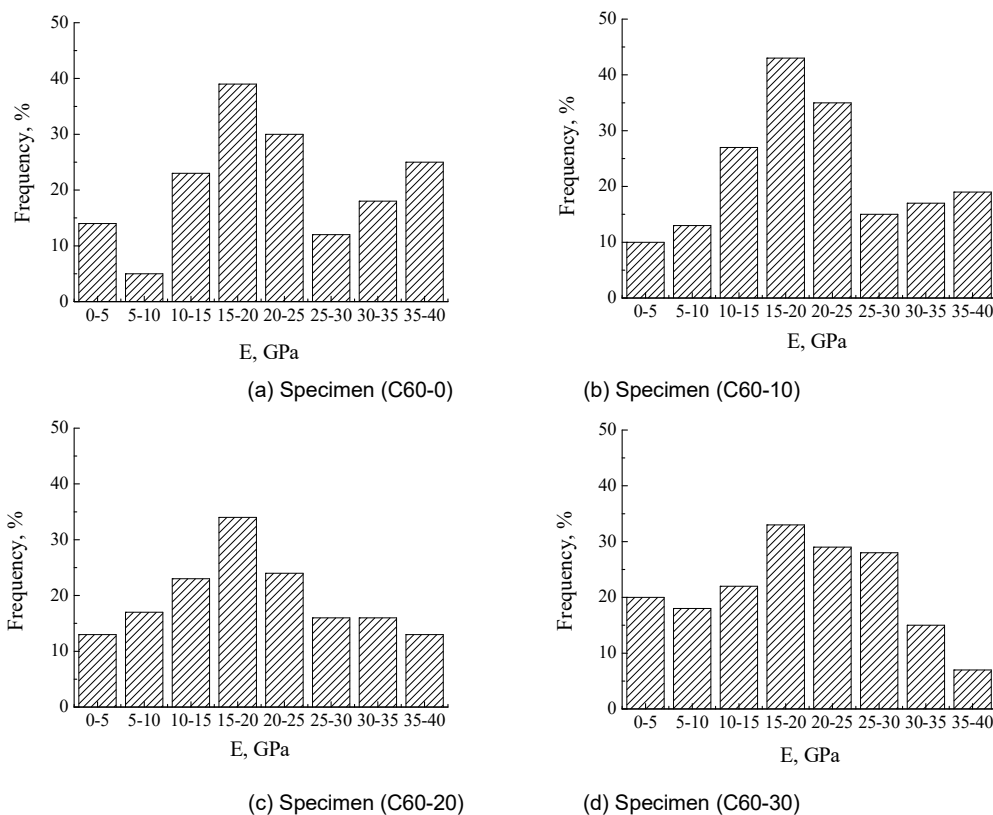 50
40
30
20
10
0
Frequency, %
0-5 5-10 10-15 15-20 20-25 25-30 30-35 35-40
E, GPa
(a) Specimen (C60-0)
50
40
30
20
10
0
Frequency, %
0-5 5-10 10-15 15-20 20-25 25-30 30-35 35-40
E, GPa
(b) Specimen (C60-10)
50
40
30
20
10
0
Frequency, %
0-5 5-10 10-15 15-20 20-25 25-30 30-35 35-40
E, GPa
(c) Specimen (C60-20)
50
40
30
20
10
0
Frequency, %
0-5 5-10 10-15 15-20 20-25 25-30 30-35 35-40
E, GPa
(d) Specimen (C60-30)